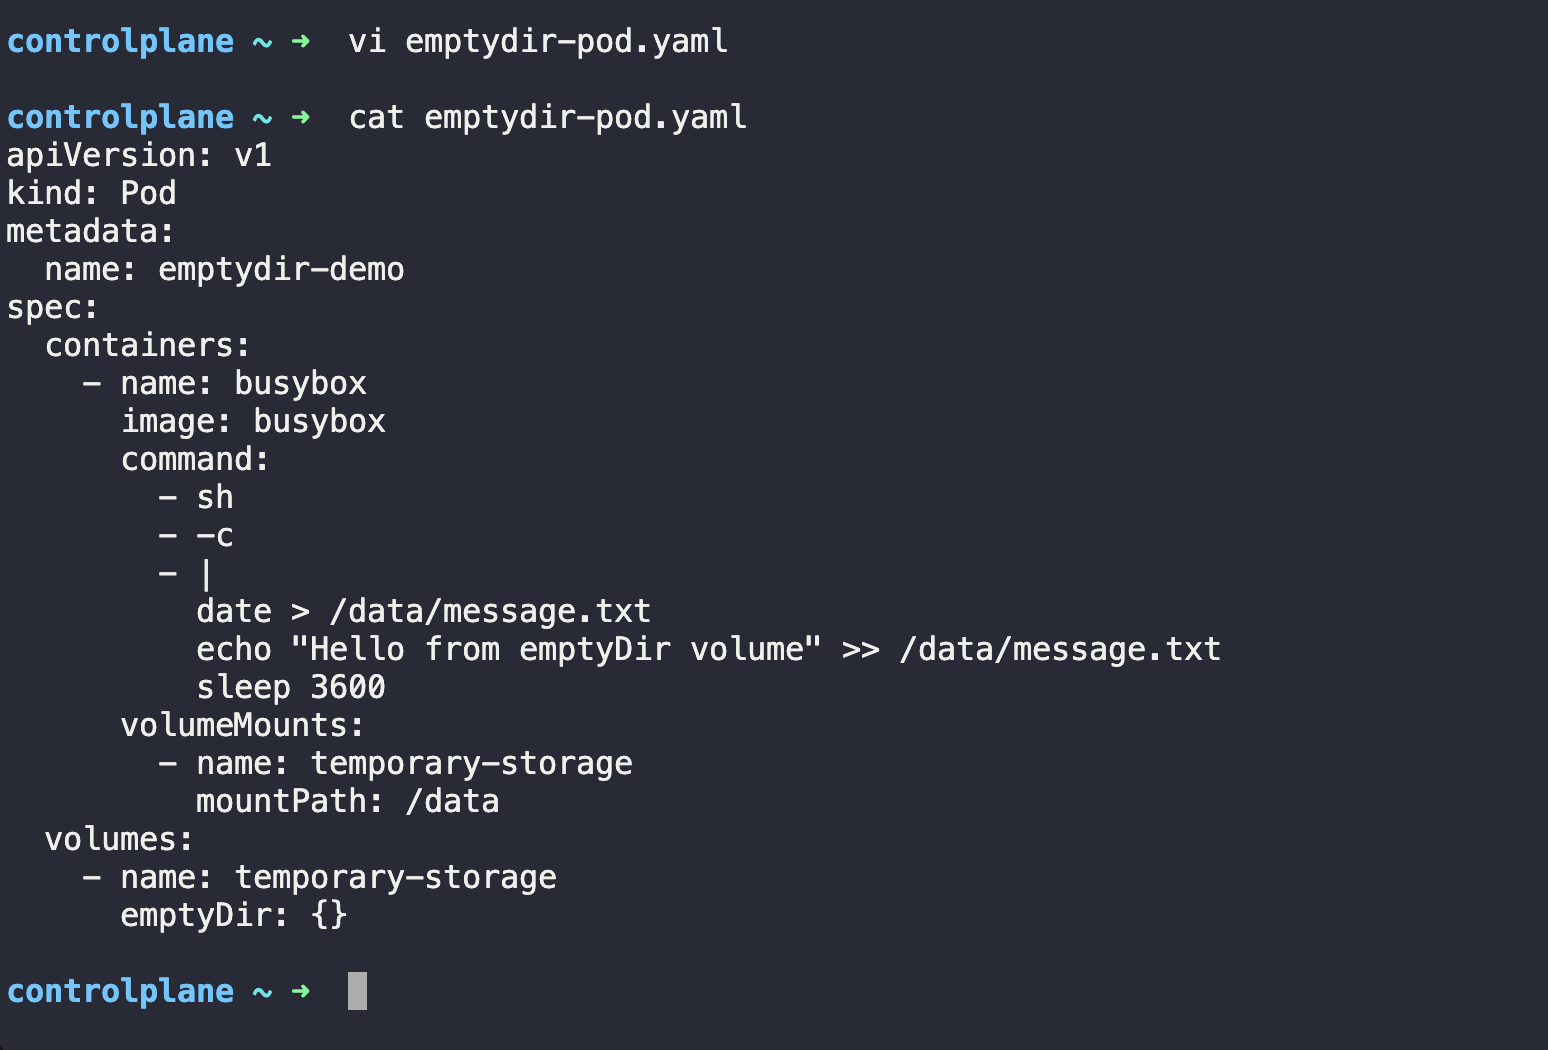 controlplane ~ ➜  vi emptydir-pod.yaml

controlplane ~ ➜  cat emptydir-pod.yaml
apiVersion: v1
kind: Pod
metadata:
  name: emptydir-demo
spec:
  containers:
    - name: busybox
      image: busybox
      command:
        - sh
        - -c
        - |
          date > /data/message.txt
          echo "Hello from emptyDir volume" >> /data/message.txt
          sleep 3600
      volumeMounts:
        - name: temporary-storage
          mountPath: /data
  volumes:
    - name: temporary-storage
      emptyDir: {}

controlplane ~ ➜